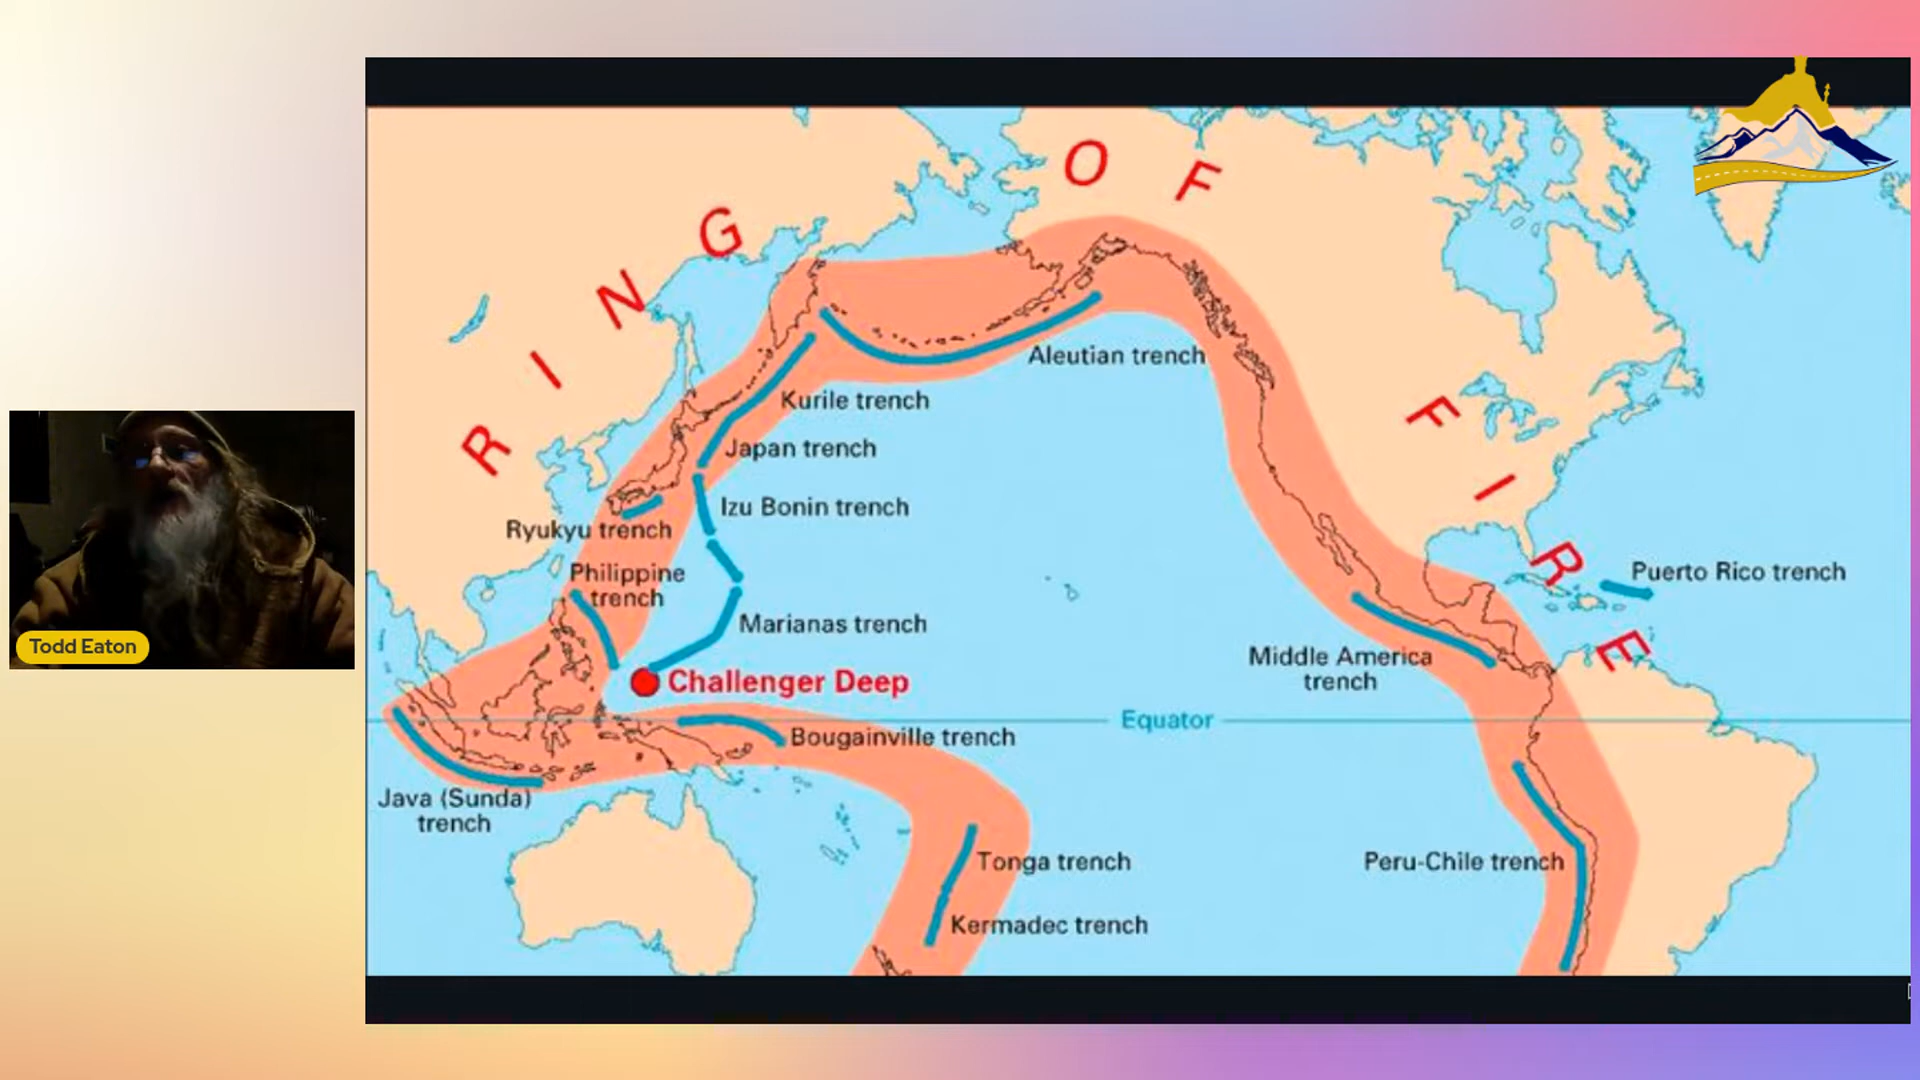 RING OF FIRE
Aleutian trench
Kurile trench
Japan trench
Izu Bonin trench
Ryukyu trench
Philippine
trench
Marianas trench
Challenger Deep
Puerto Rico trench
Middle America
trench
Equator
Bougainville trench
Java (Sunda)
trench
Tonga trench
Peru-Chile trench
Kermadec trench
Todd Eaton